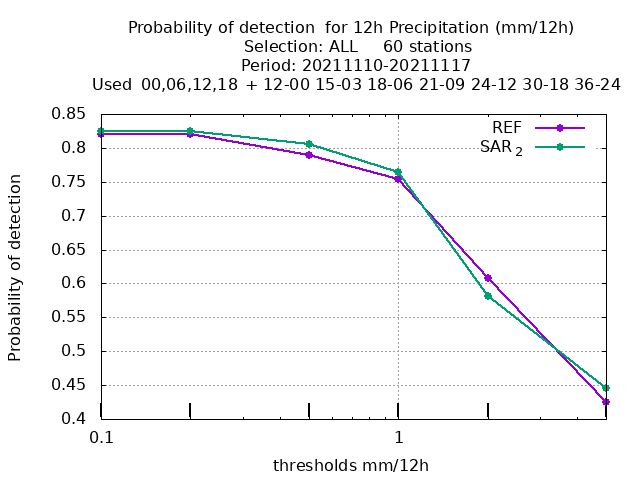 Probability of detection  for 12h Precipitation (mm/12h)
Selection: ALL     60 stations
Period: 20211110-20211117
Used  00,06,12,18  + 12-00 15-03 18-06 21-09 24-12 30-18 36-24
REF
SAR 2
0.85
0.8
0.75
0.7
0.65
0.6
0.55
0.5
0.45
0.4
Probability of detection
0.1
1
thresholds mm/12h